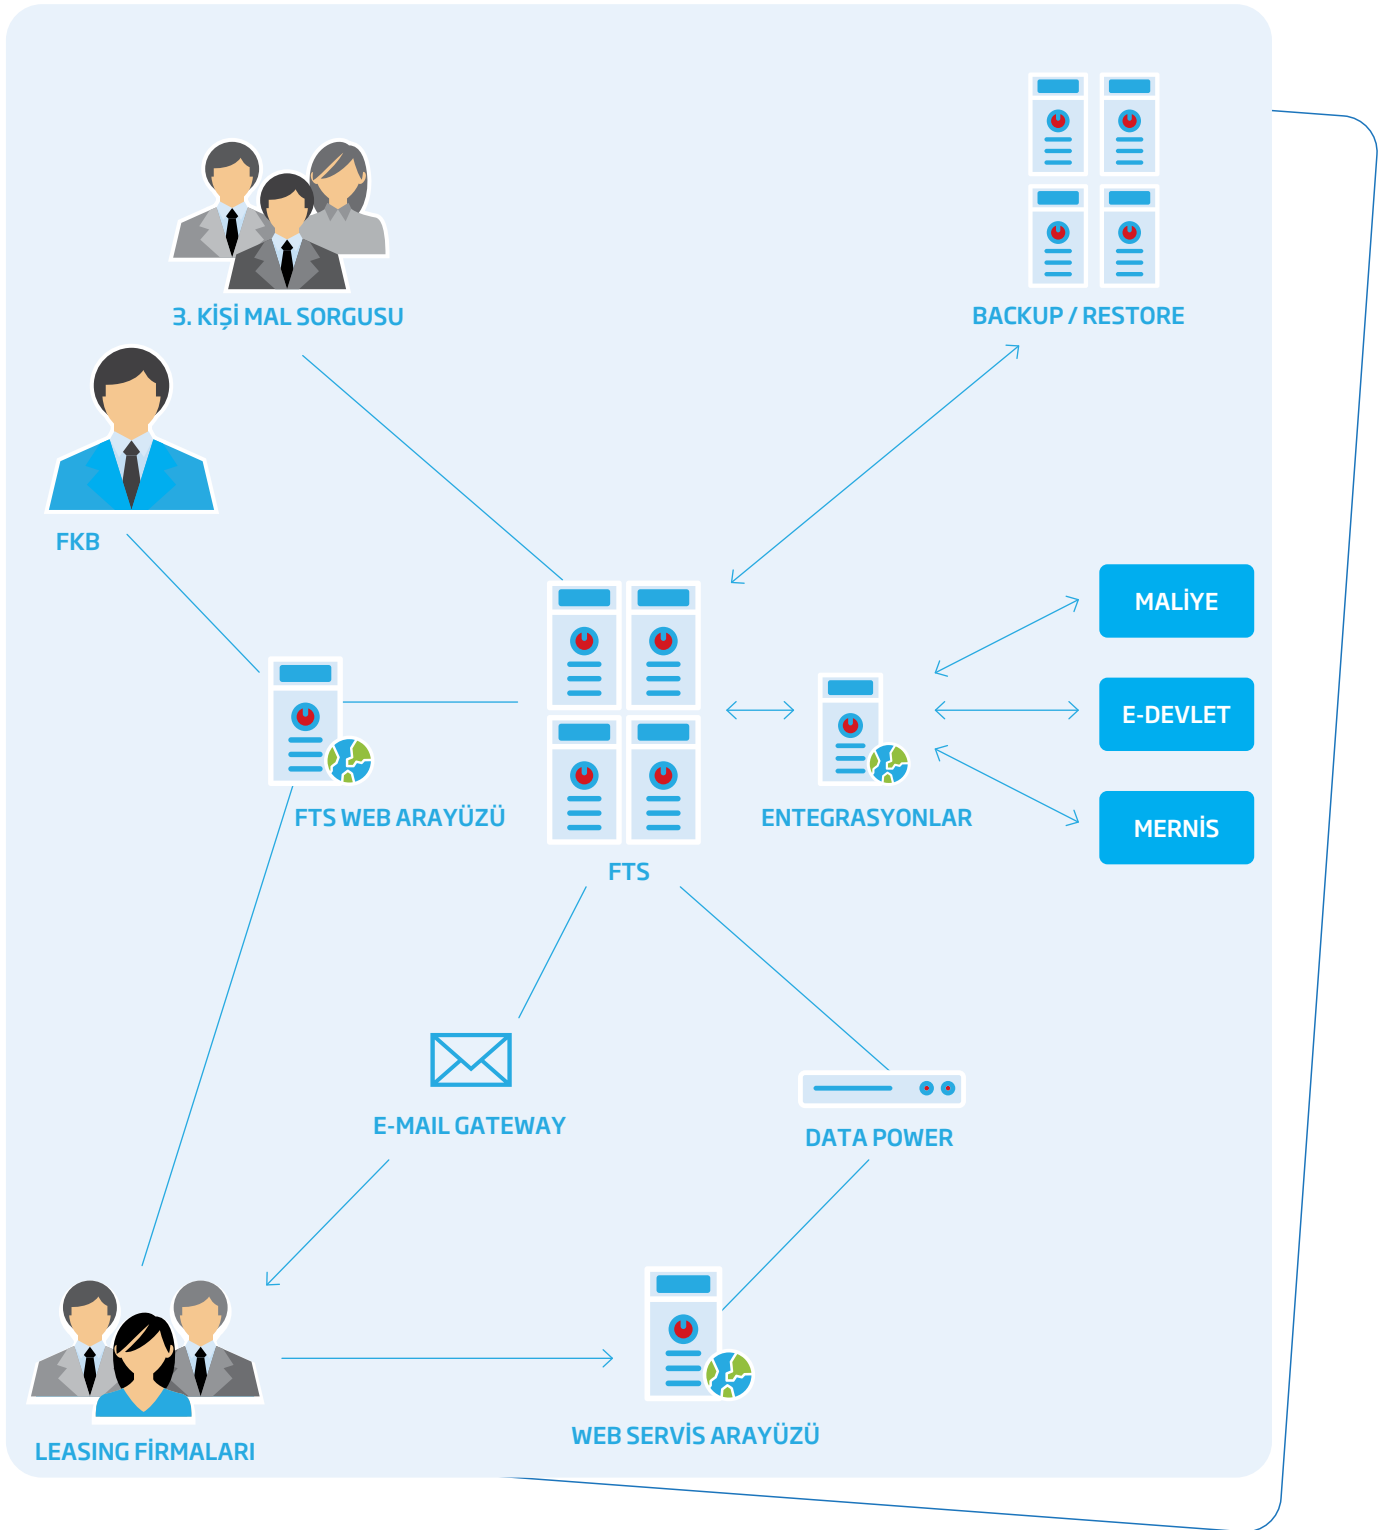 3. KİŞİ MAL SORGUSU
BACKUP / RESTORE
FKB
MALİYE
E-DEVLET
MERNİS
FTS WEB ARAYÜZÜ
ENTEGRASYONLAR
FTS
E-MAIL GATEWAY
DATA POWER
WEB SERVİS ARAYÜZÜ
LEASING FİRMALARI